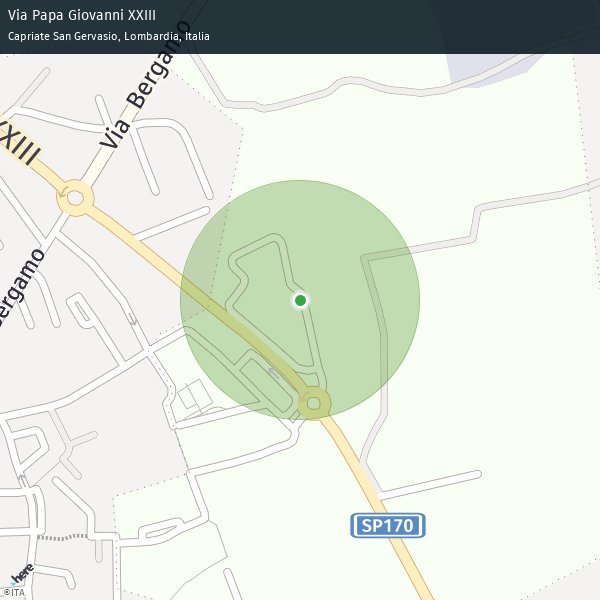 Via Papa Giovanni XXIII
Capriate San Gervasio, Lombardia, Italia
Via Bergamo
XXIII
Bergamo
SP170
here
©ITA